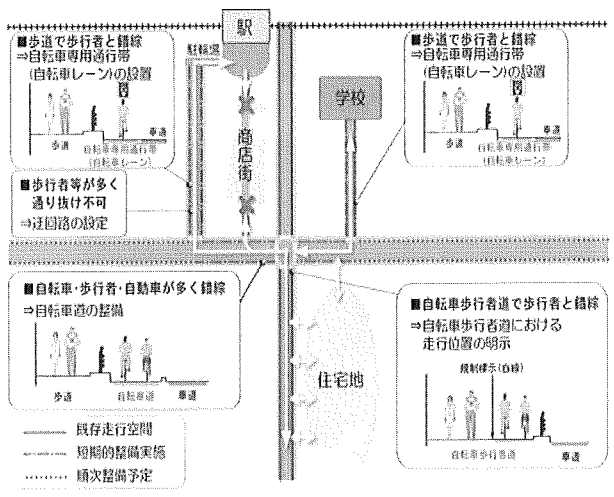 駅
■歩道で歩行者と錯綜
⇒自転車専用通行帯
(自転車レーン)の設置
歩道
車道
自転車専用通行帯
(自転車レーン)
駐輪場
商店街
学校
■歩道で歩行者と錯綜
⇒自転車専用通行帯
(自転車レーン)の設置
歩道
車道
自転車専用通行帯
(自転車レーン)
■歩行者等が多く
通り抜け不可
⇒迂回路の設定
■自転車・歩行者・自動車が多く錯綜
⇒自転車道の整備
歩道
自転車道
車道
住宅地
■自転車歩行者道で歩行者と錯綜
⇒自転車歩行者道における
走行位置の明示
規制標示(白線)
自転車歩行者道
車道
既存走行空間
短期的整備実施
順次整備予定